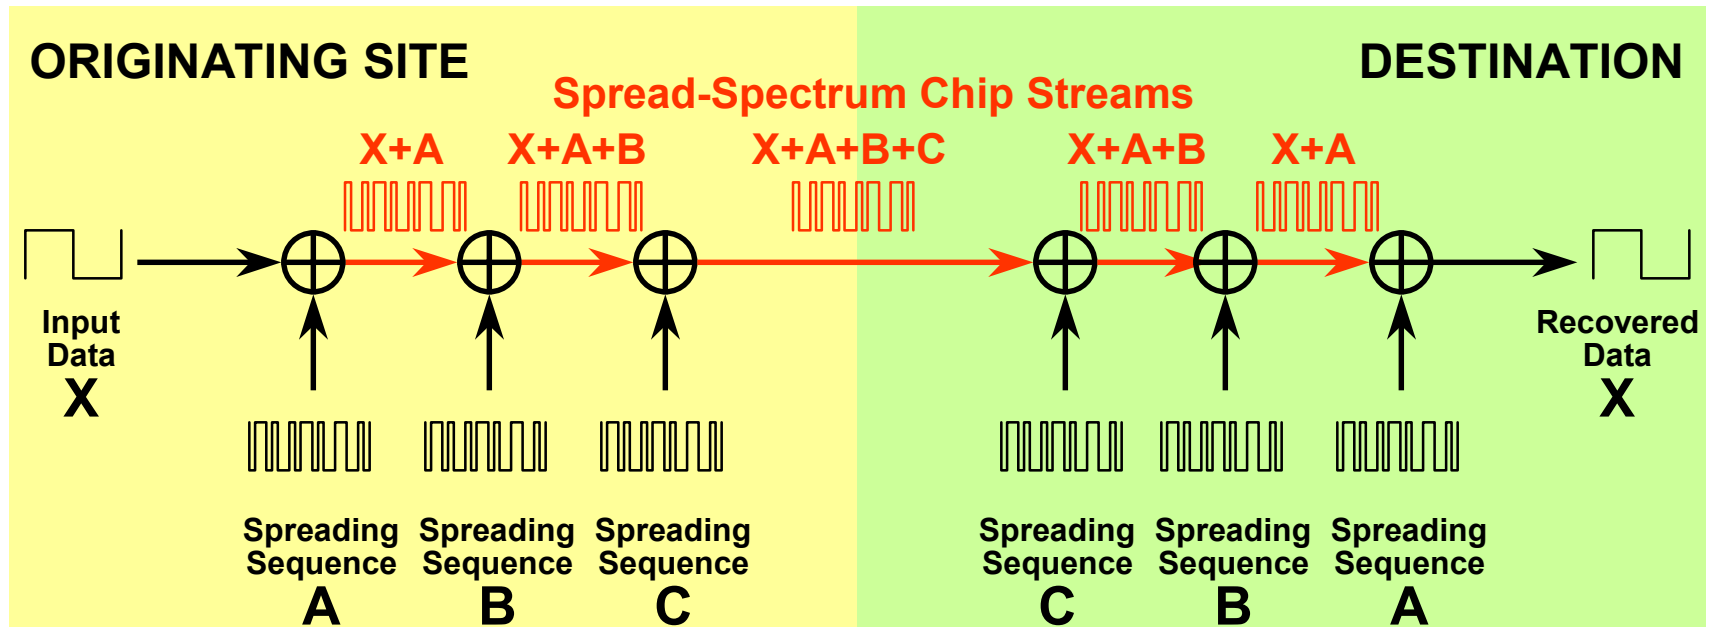 ORIGINATING SITE
DESTINATION
Spread-Spectrum Chip Streams
X+A
X+A+B
X+A+B+C
X+A+B
X+A
Input
Data
X
Recovered
Data
X
Spreading
Sequence
A
Spreading
Sequence
B
Spreading
Sequence
C
Spreading
Sequence
C
Spreading
Sequence
B
Spreading
Sequence
A